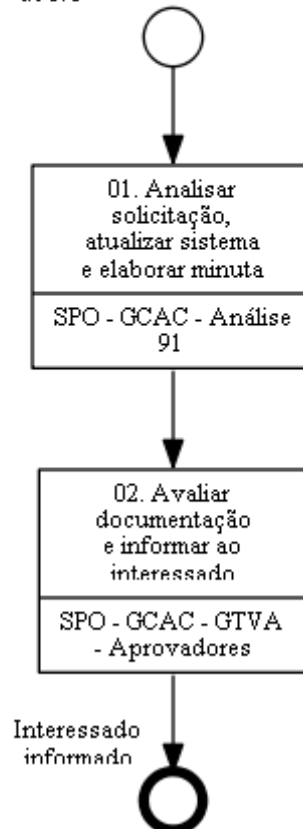 01. Analisar
solicitação,
atualizar sistema
e elaborar minuta
SPO - GCAC - Análise
91
02. Avaliar
documentação
e informar ao
interessado
SPO - GCAC - GTVA
- Aprovadores
Interessado
informado